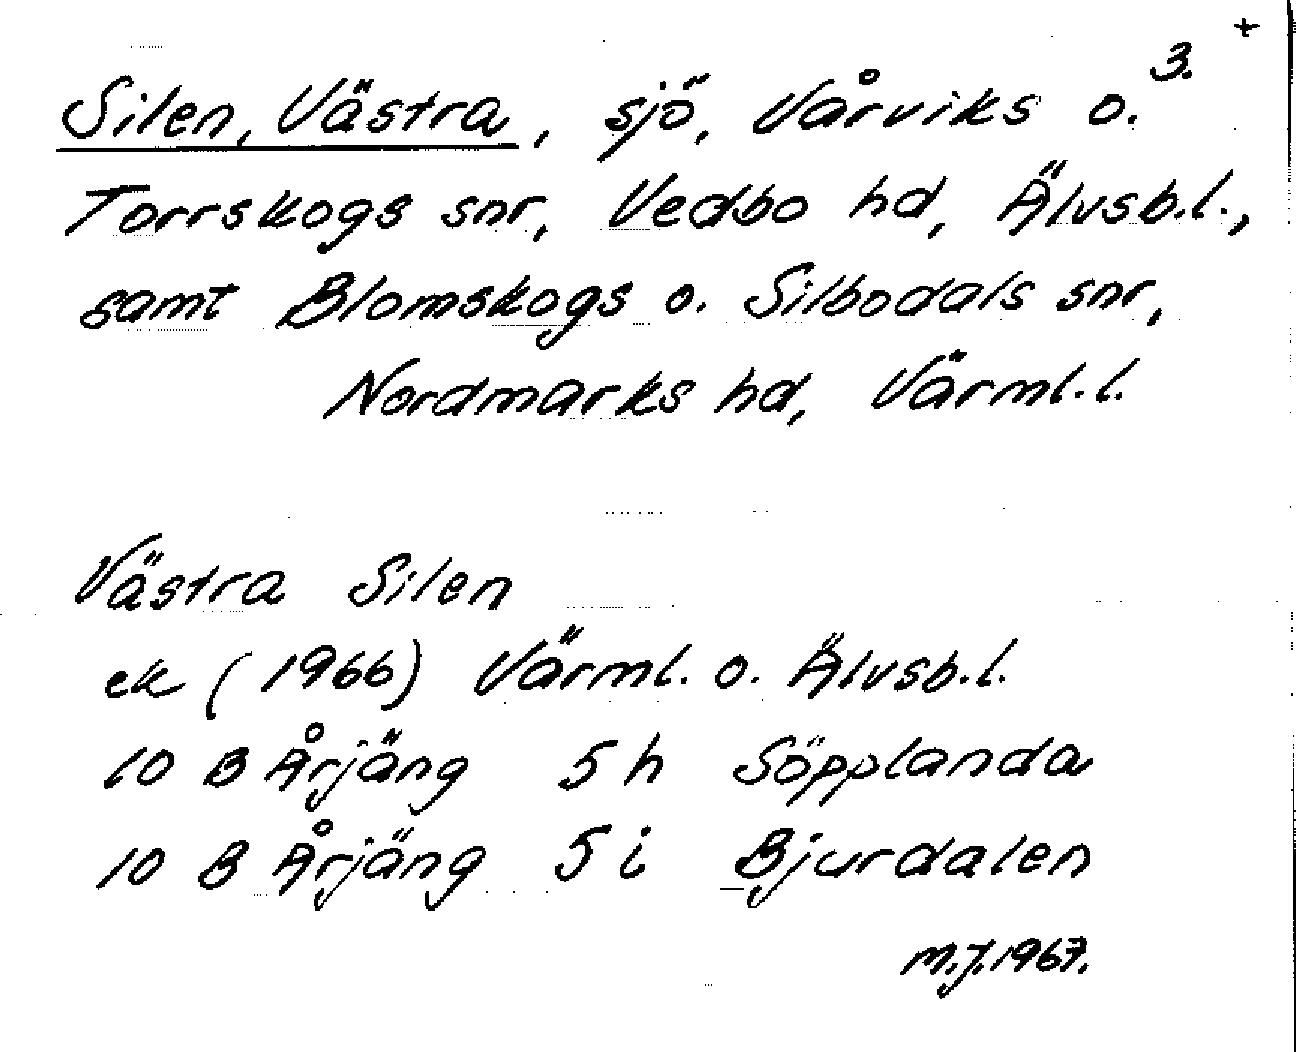 3. +
Silen, Västra, sjö, Vårviks o.
Torrskogs snr, Vedbo hd, Älvsb.l.,
samt Blomskogs o. Silbodals snr,
Nordmarks hd, Värml.l.
Västra Silen
ek (1966) Värml. o. Älvsb.l.
10 B Årjäng 5 h Söpplanda
10 B Årjäng 5 i Bjurdalen
M.J. 1967.